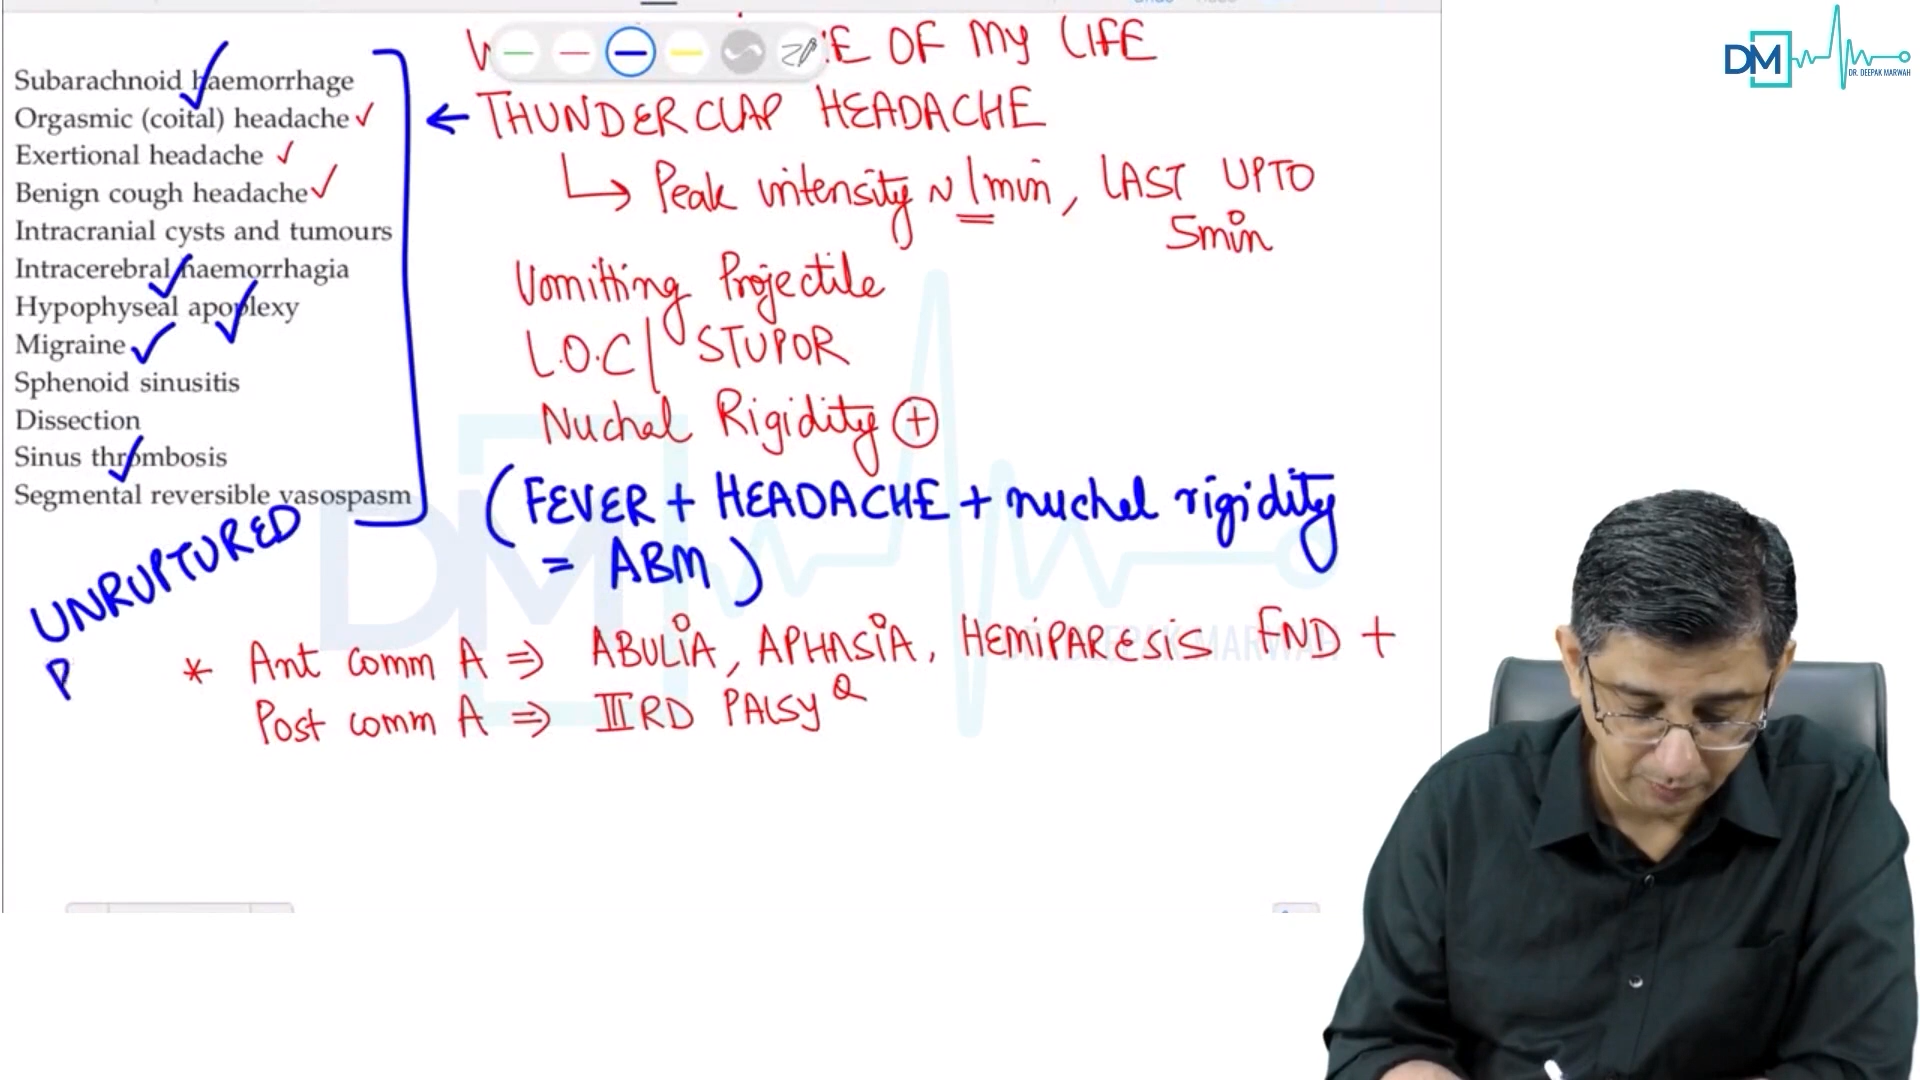 Subarachnoid haemorrhage
Orgasmic (coital) headache
Exertional headache
Benign cough headache
Intracranial cysts and tumours
Intracerebral haemorrhagia
Hypophyseal apoplexy
Migraine
Sphenoid sinusitis
Dissection
Sinus thrombosis
Segmental reversible vasospasm
UNRUPTURED
P
OF MY LIFE
THUNDERCLAP HEADACHE
Peak intensity ~ 1min, LAST UPTO
5min
Vomitting Projectile
L.O.C/ STUPOR
Nuchal Rigidity +
(FEVER + HEADACHE + nuchel rigidity
= ABM)
* Ant comm A ⇒ ABULIA, APHASIA, HEMIPARESIS FND +
Post comm A ⇒ IIIRD PALSY Q
DM
DR. DEEPAK MARWAH